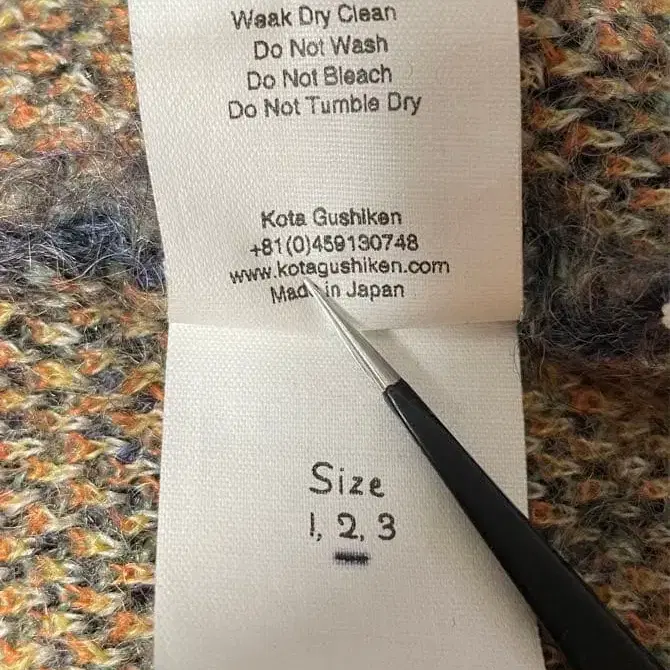 Weak Dry Clean
Do Not Wash
Do Not Bleach
Do Not Tumble Dry
Kota Gushiken
+81(0)459130748
www.kotagushiken.com
Made in Japan
Size
1, 2, 3